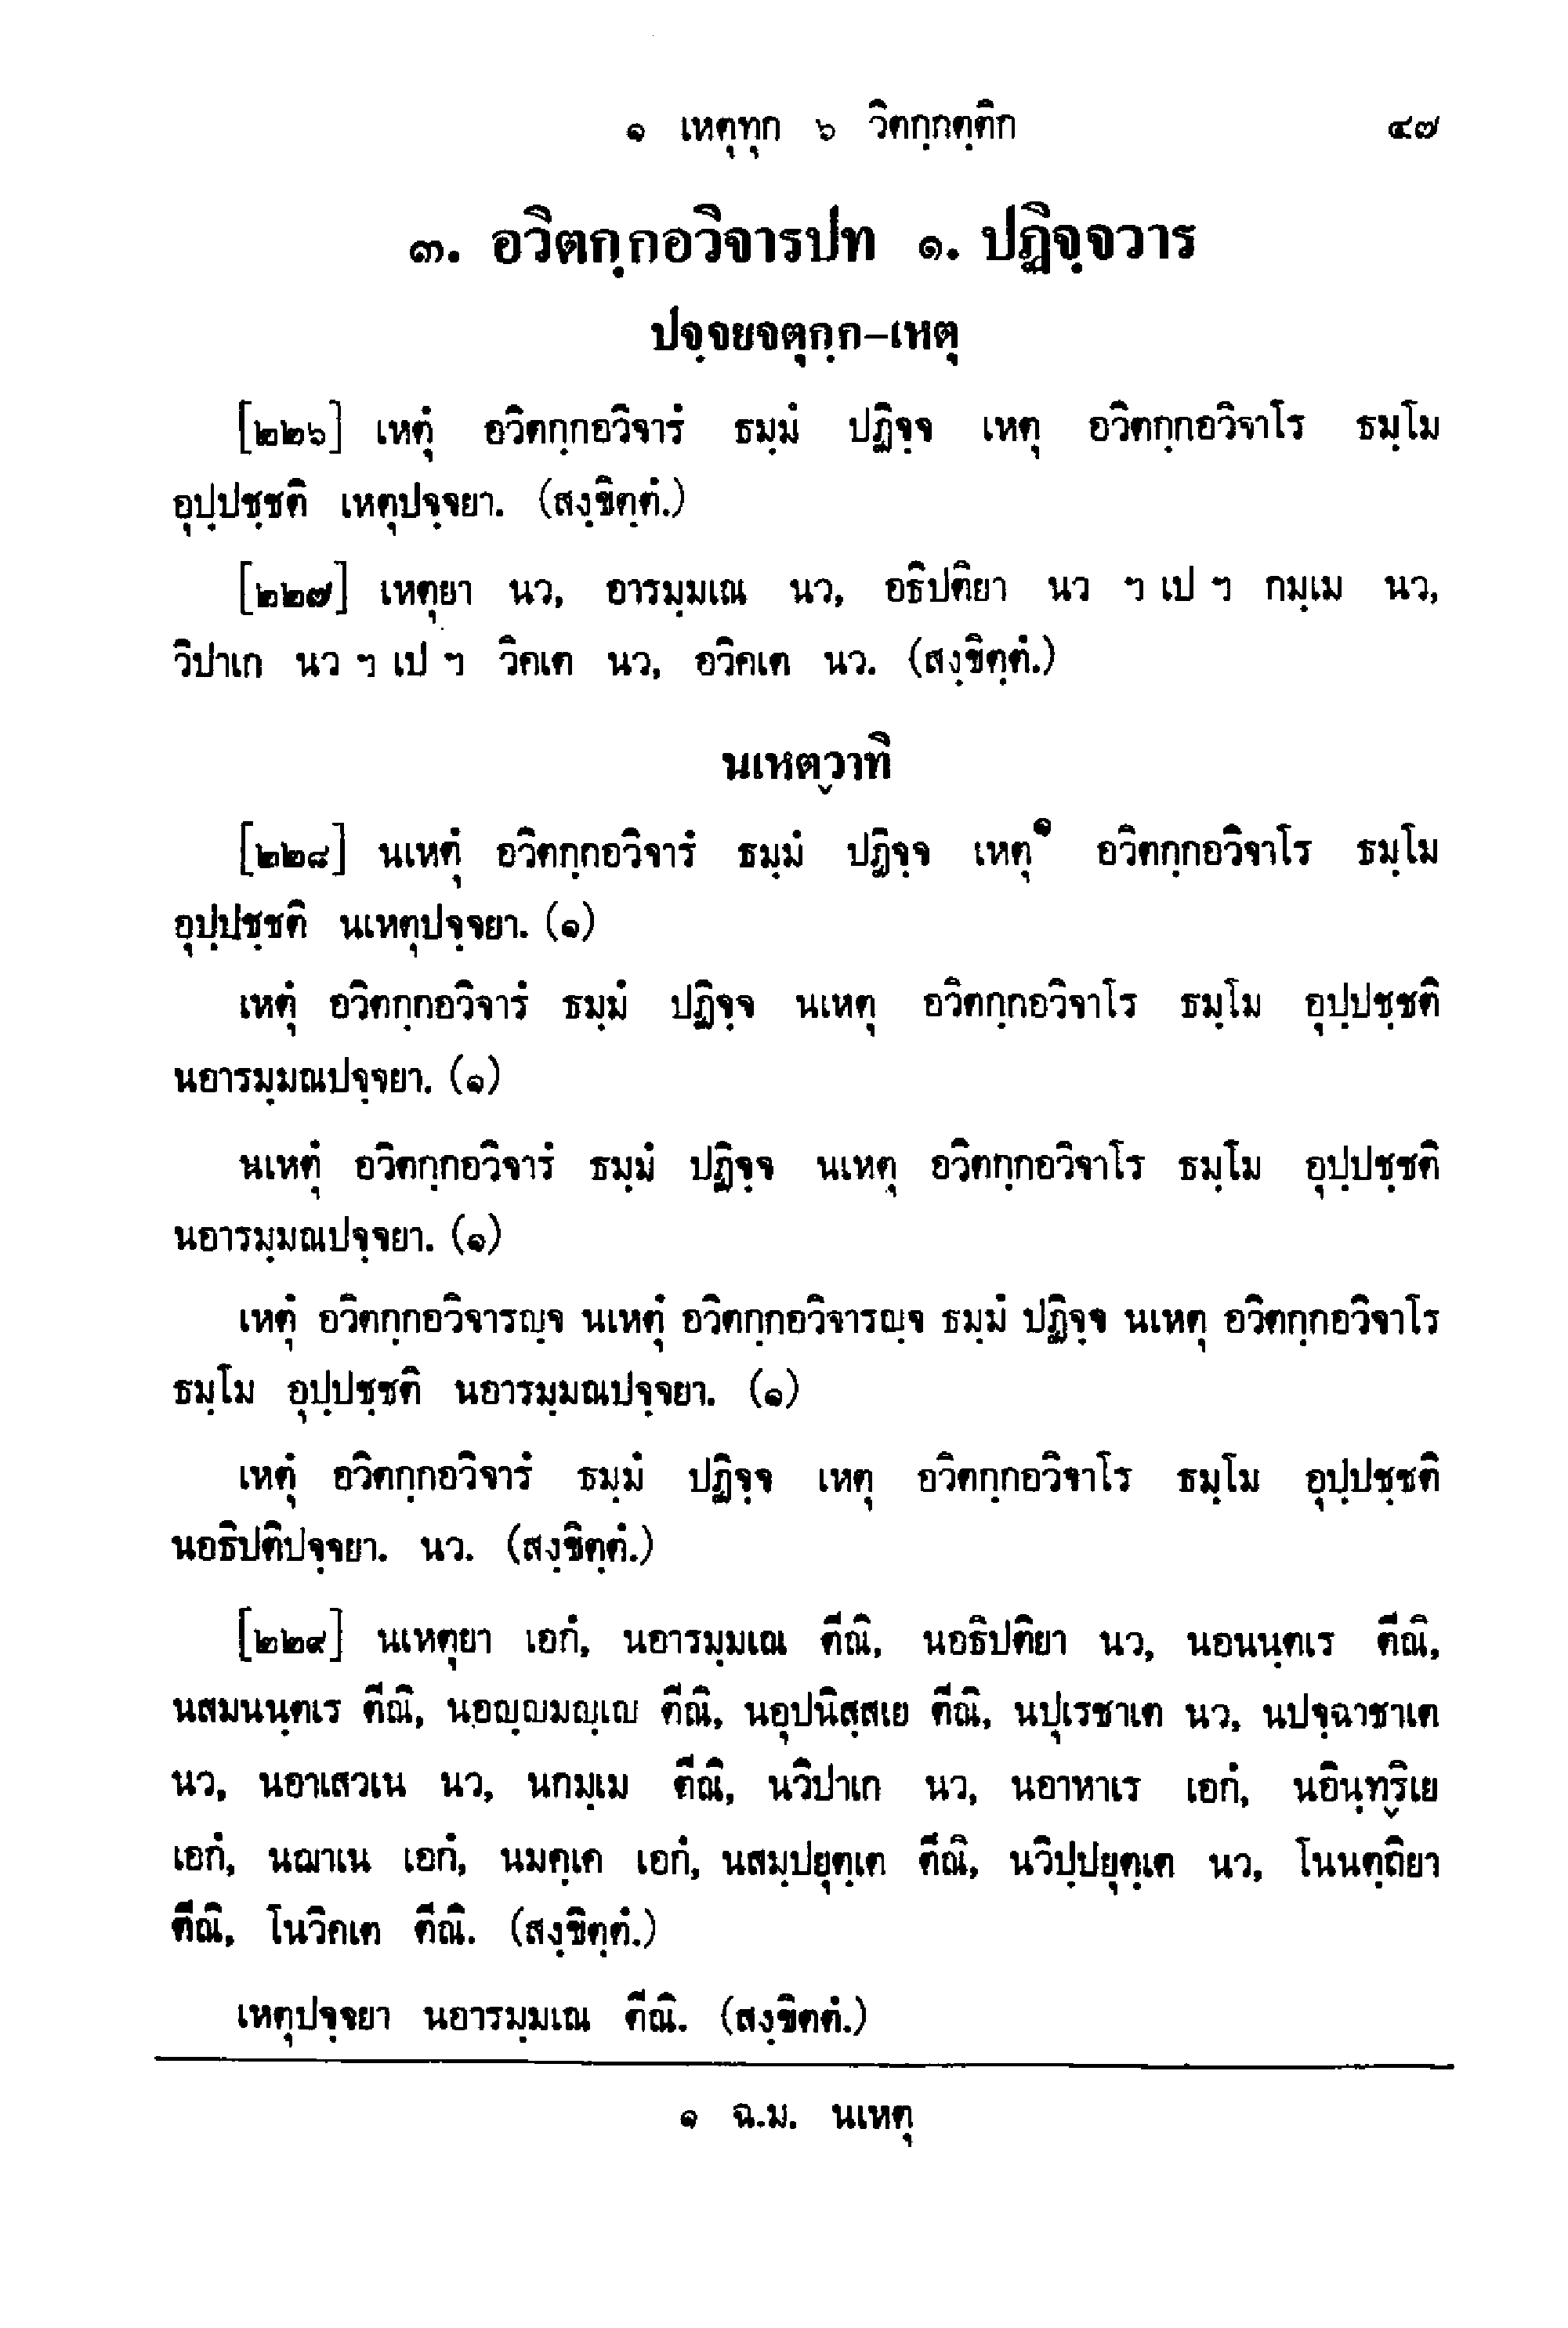 ๑ เหตุทุก ๖ วิตกฺกตฺติก ๔๗
๓. อวิตกฺกอวิจารปท ๑. ปฏิจฺจวาร
ปจฺจยจตุกฺก-เหตุ
[๒๒๖] เหตุํ อวิตกฺกอวิจารํ ธมฺมํ ปฏิจฺจ เหตุ อวิตกฺกอวิจาโร ธมฺโม
อุปฺปชฺชติ เหตุปจฺจยา. (สงฺขิตฺตํ.)
[๒๒๗] เหตุยา นว, อารมฺมเณ นว, อธิปติยา นว ฯ เป ฯ กมฺเม นว,
วิปาเก นว ฯ เป ฯ วิคเต นว, อวิคเต นว. (สงฺขิตฺตํ.)
นเหตฺวาทิ
[๒๒๘] นเหตุํ อวิตกฺกอวิจารํ ธมฺมํ ปฏิจฺจ เหตุ๑ อวิตกฺกอวิจาโร ธมฺโม
อุปฺปชฺชติ นเหตุปจฺจยา. (๑)
เหตุํ อวิตกฺกอวิจารํ ธมฺมํ ปฏิจฺจ นเหตุ อวิตกฺกอวิจาโร ธมฺโม อุปฺปชฺชติ
นอารมฺมณปจฺจยา. (๑)
นเหตุํ อวิตกฺกอวิจารํ ธมฺมํ ปฏิจฺจ นเหตุ อวิตกฺกอวิจาโร ธมฺโม อุปฺปชฺชติ
นอารมฺมณปจฺจยา. (๑)
เหตุํ อวิตกฺกอวิจารญฺจ นเหตุํ อวิตกฺกอวิจารญฺจ ธมฺมํ ปฏิจฺจ นเหตุ อวิตกฺกอวิจาโร
ธมฺโม อุปฺปชฺชติ นอารมฺมณปจฺจยา. (๑)
เหตุํ อวิตกฺกอวิจารํ ธมฺมํ ปฏิจฺจ เหตุ อวิตกฺกอวิจาโร ธมฺโม อุปฺปชฺชติ
นอธิปติปจฺจยา. นว. (สงฺขิตฺตํ.)
[๒๒๙] นเหตุยา เอกํ, นอารมฺมเณ ตีณิ, นอธิปติยา นว, นอนนฺตเร ตีณิ,
นสมนนฺตเร ตีณิ, นอญฺญมญฺเญ ตีณิ, นอุปนิสฺสเย ตีณิ, นปุเรชาเต นว, นปจฺฉาชาเต
นว, นอาเสวเน นว, นกมฺเม ตีณิ, นวิปาเก นว, นอาหาเร เอกํ, นอินฺทฺริเย
เอกํ, นฌาเน เอกํ, นมคฺเค เอกํ, นสมฺปยุตฺเต ตีณิ, นวิปฺปยุตฺเต นว, โนนตฺถิยา
ตีณิ, โนวิคเต ตีณิ. (สงฺขิตฺตํ.)
เหตุปจฺจยา นอารมฺมเณ ตีณิ. (สงฺขิตตํ.)
๑ ฉ.ม. นเหตุ